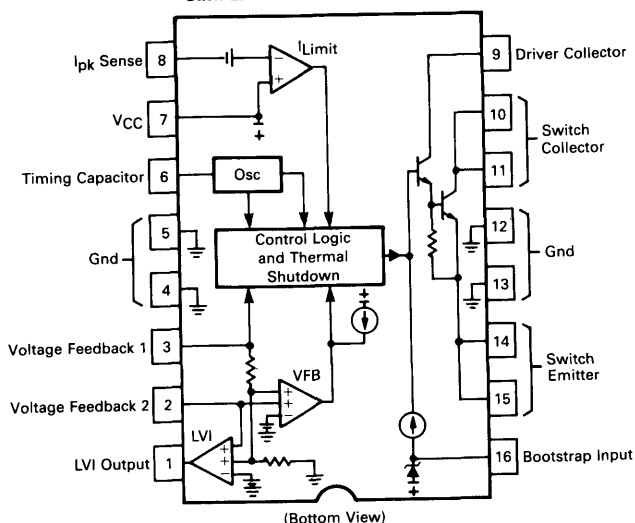 Ipk Sense
8
ILimit
9
Driver Collector
VCC
7
10
Switch
Collector
11
Timing Capacitor
6
Osc
5
Gnd
4
Control Logic
and Thermal
Shutdown
12
Gnd
13
Voltage Feedback 1
3
VFB
14
Switch
Emitter
15
Voltage Feedback 2
2
LVI
LVI Output
1
16
Bootstrap Input
(Bottom View)